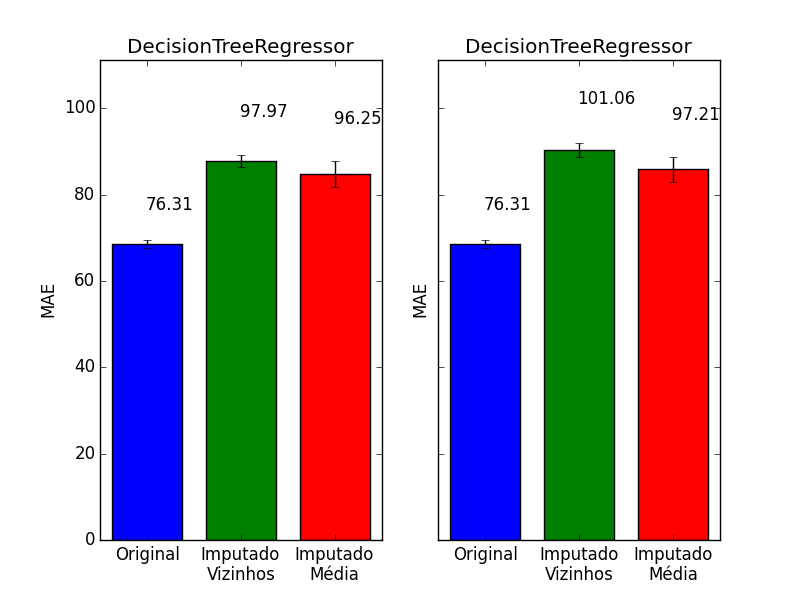 DecisionTreeRegressor
MAE
100
80
60
40
20
0
76.31
97.97
96.25
Original
Imputado
Vizinhos
Imputado
Média
DecisionTreeRegressor
MAE
76.31
101.06
97.21
Original
Imputado
Vizinhos
Imputado
Média